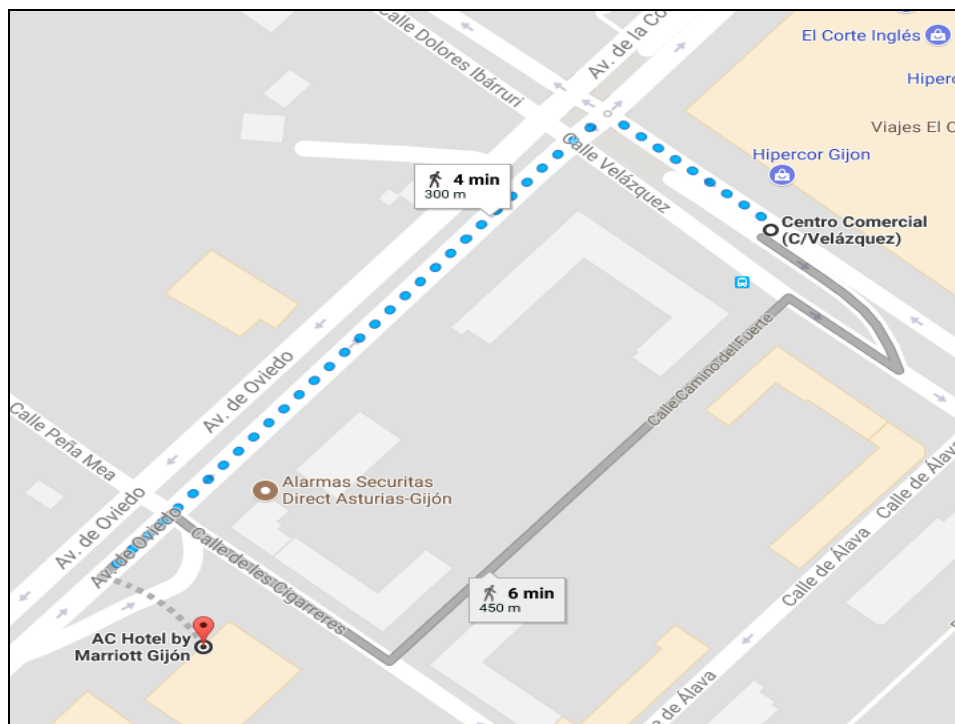 El Corte Inglés
Calle Dolores Ibárruri
Av. de la Co
Viajes El C
Hipercor Gijon
Calle Velázquez
4 min
300 m
Centro Comercial
(C/Velázquez)
Calle Camino del Fuerte
Av. de Oviedo
Calle Peña Mea
Alarmas Securitas
Direct Asturias-Gijón
Calle de Álava
Av. de Oviedo
Av. de Oviedo
Calle de les Cigarreres
Calle de Álava
6 min
450 m
AC Hotel by
Marriott Gijón
Calle de Álava